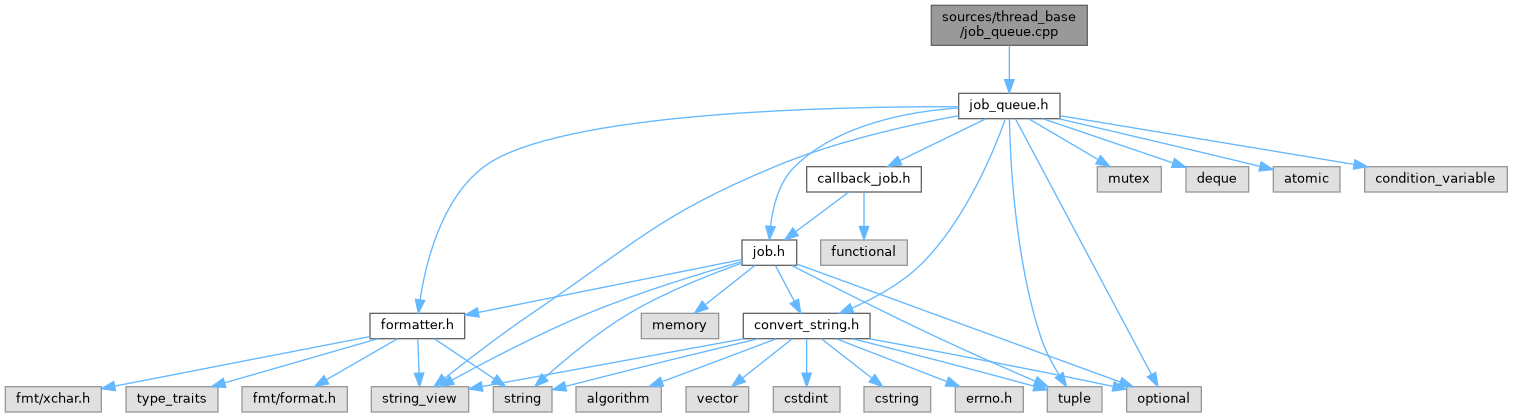 sources/thread_base
/job_queue.cpp
job_queue.h
callback_job.h
mutex
deque
atomic
condition_variable
job.h
functional
formatter.h
memory
convert_string.h
fmt/xchar.h
type_traits
fmt/format.h
string_view
string
algorithm
vector
cstdint
cstring
errno.h
tuple
optional